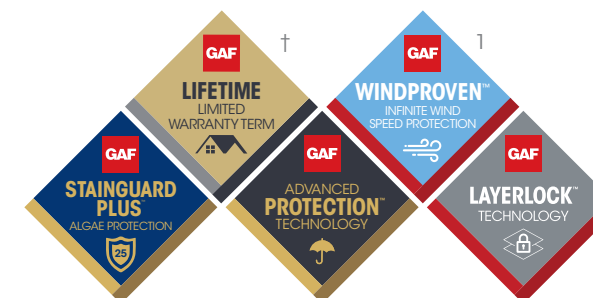 GAF
LIFETIME
LIMITED
WARRANTY TERM
†
GAF
WINDPROVEN™
INFINITE WIND
SPEED PROTECTION
1
GAF
STAINGUARD
PLUS™
ALGAE PROTECTION
25
GAF
ADVANCED
PROTECTION™
TECHNOLOGY
GAF
LAYERLOCK™
TECHNOLOGY